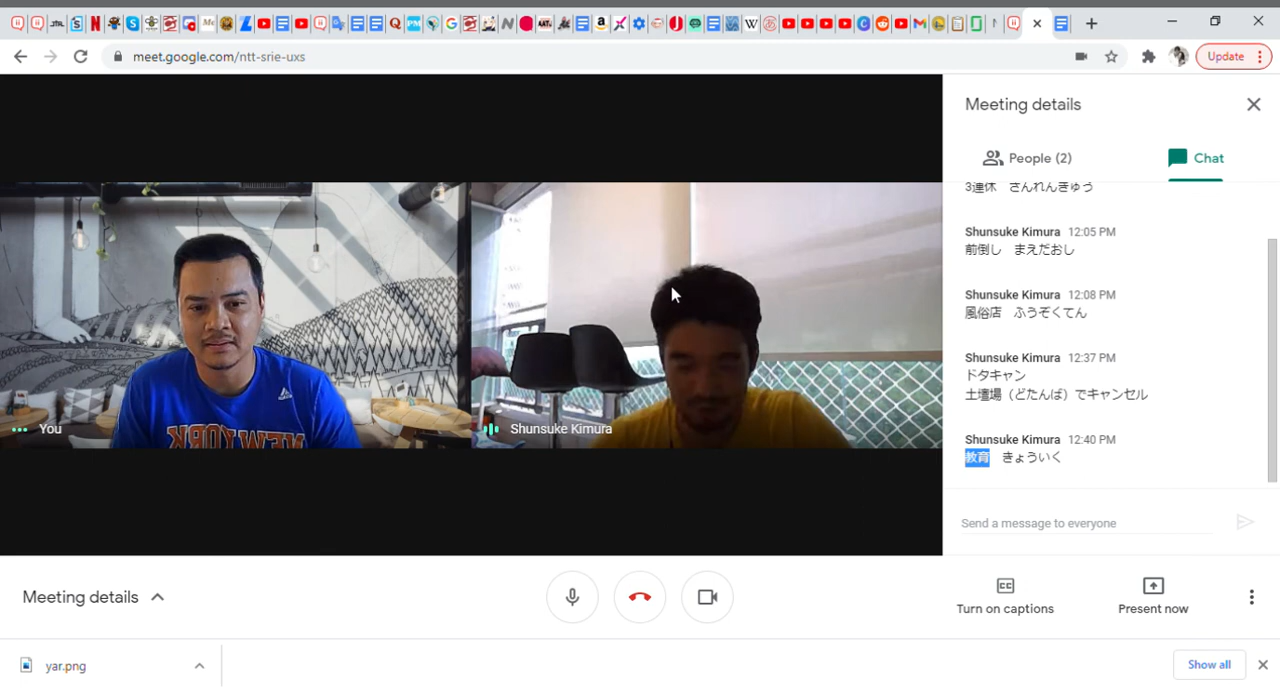 meet.google.com/ntt-srie-uxs
Update
Meeting details
People (2)
Chat
3連休　さんれんきゅう
Shunsuke Kimura 12:05 PM
前倒し　まえだおし
Shunsuke Kimura 12:08 PM
風俗店　ふうぞくてん
Shunsuke Kimura 12:37 PM
ドタキャン
土壇場（どたんば）でキャンセル
Shunsuke Kimura 12:40 PM
教育　きょういく
Send a message to everyone
NEW YORK
You
Shunsuke Kimura
Meeting details
Turn on captions
Present now
yar.png
Show all